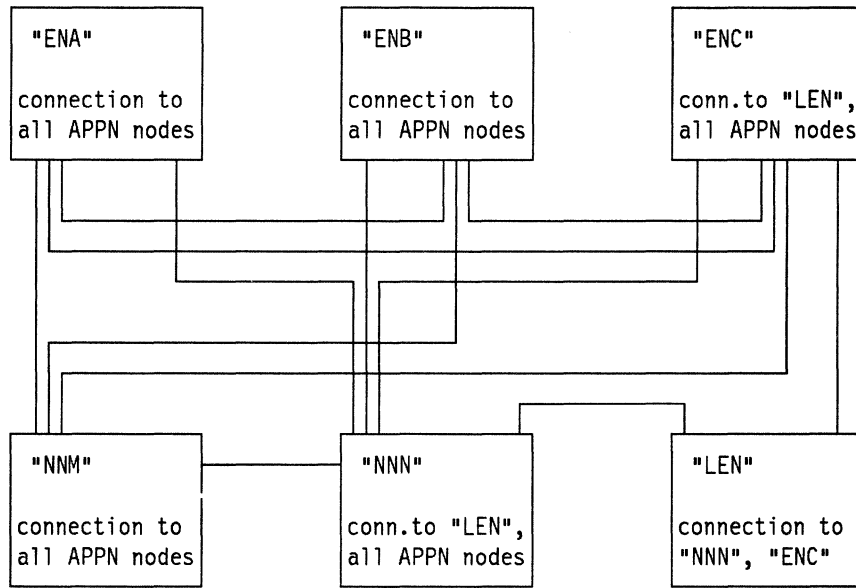 "ENA"
connection to
all APPN nodes
"ENB"
connection to
all APPN nodes
"ENC"
conn.to "LEN",
all APPN nodes
"NNM"
connection to
all APPN nodes
"NNN"
conn.to "LEN",
all APPN nodes
"LEN"
connection to
"NNN", "ENC"